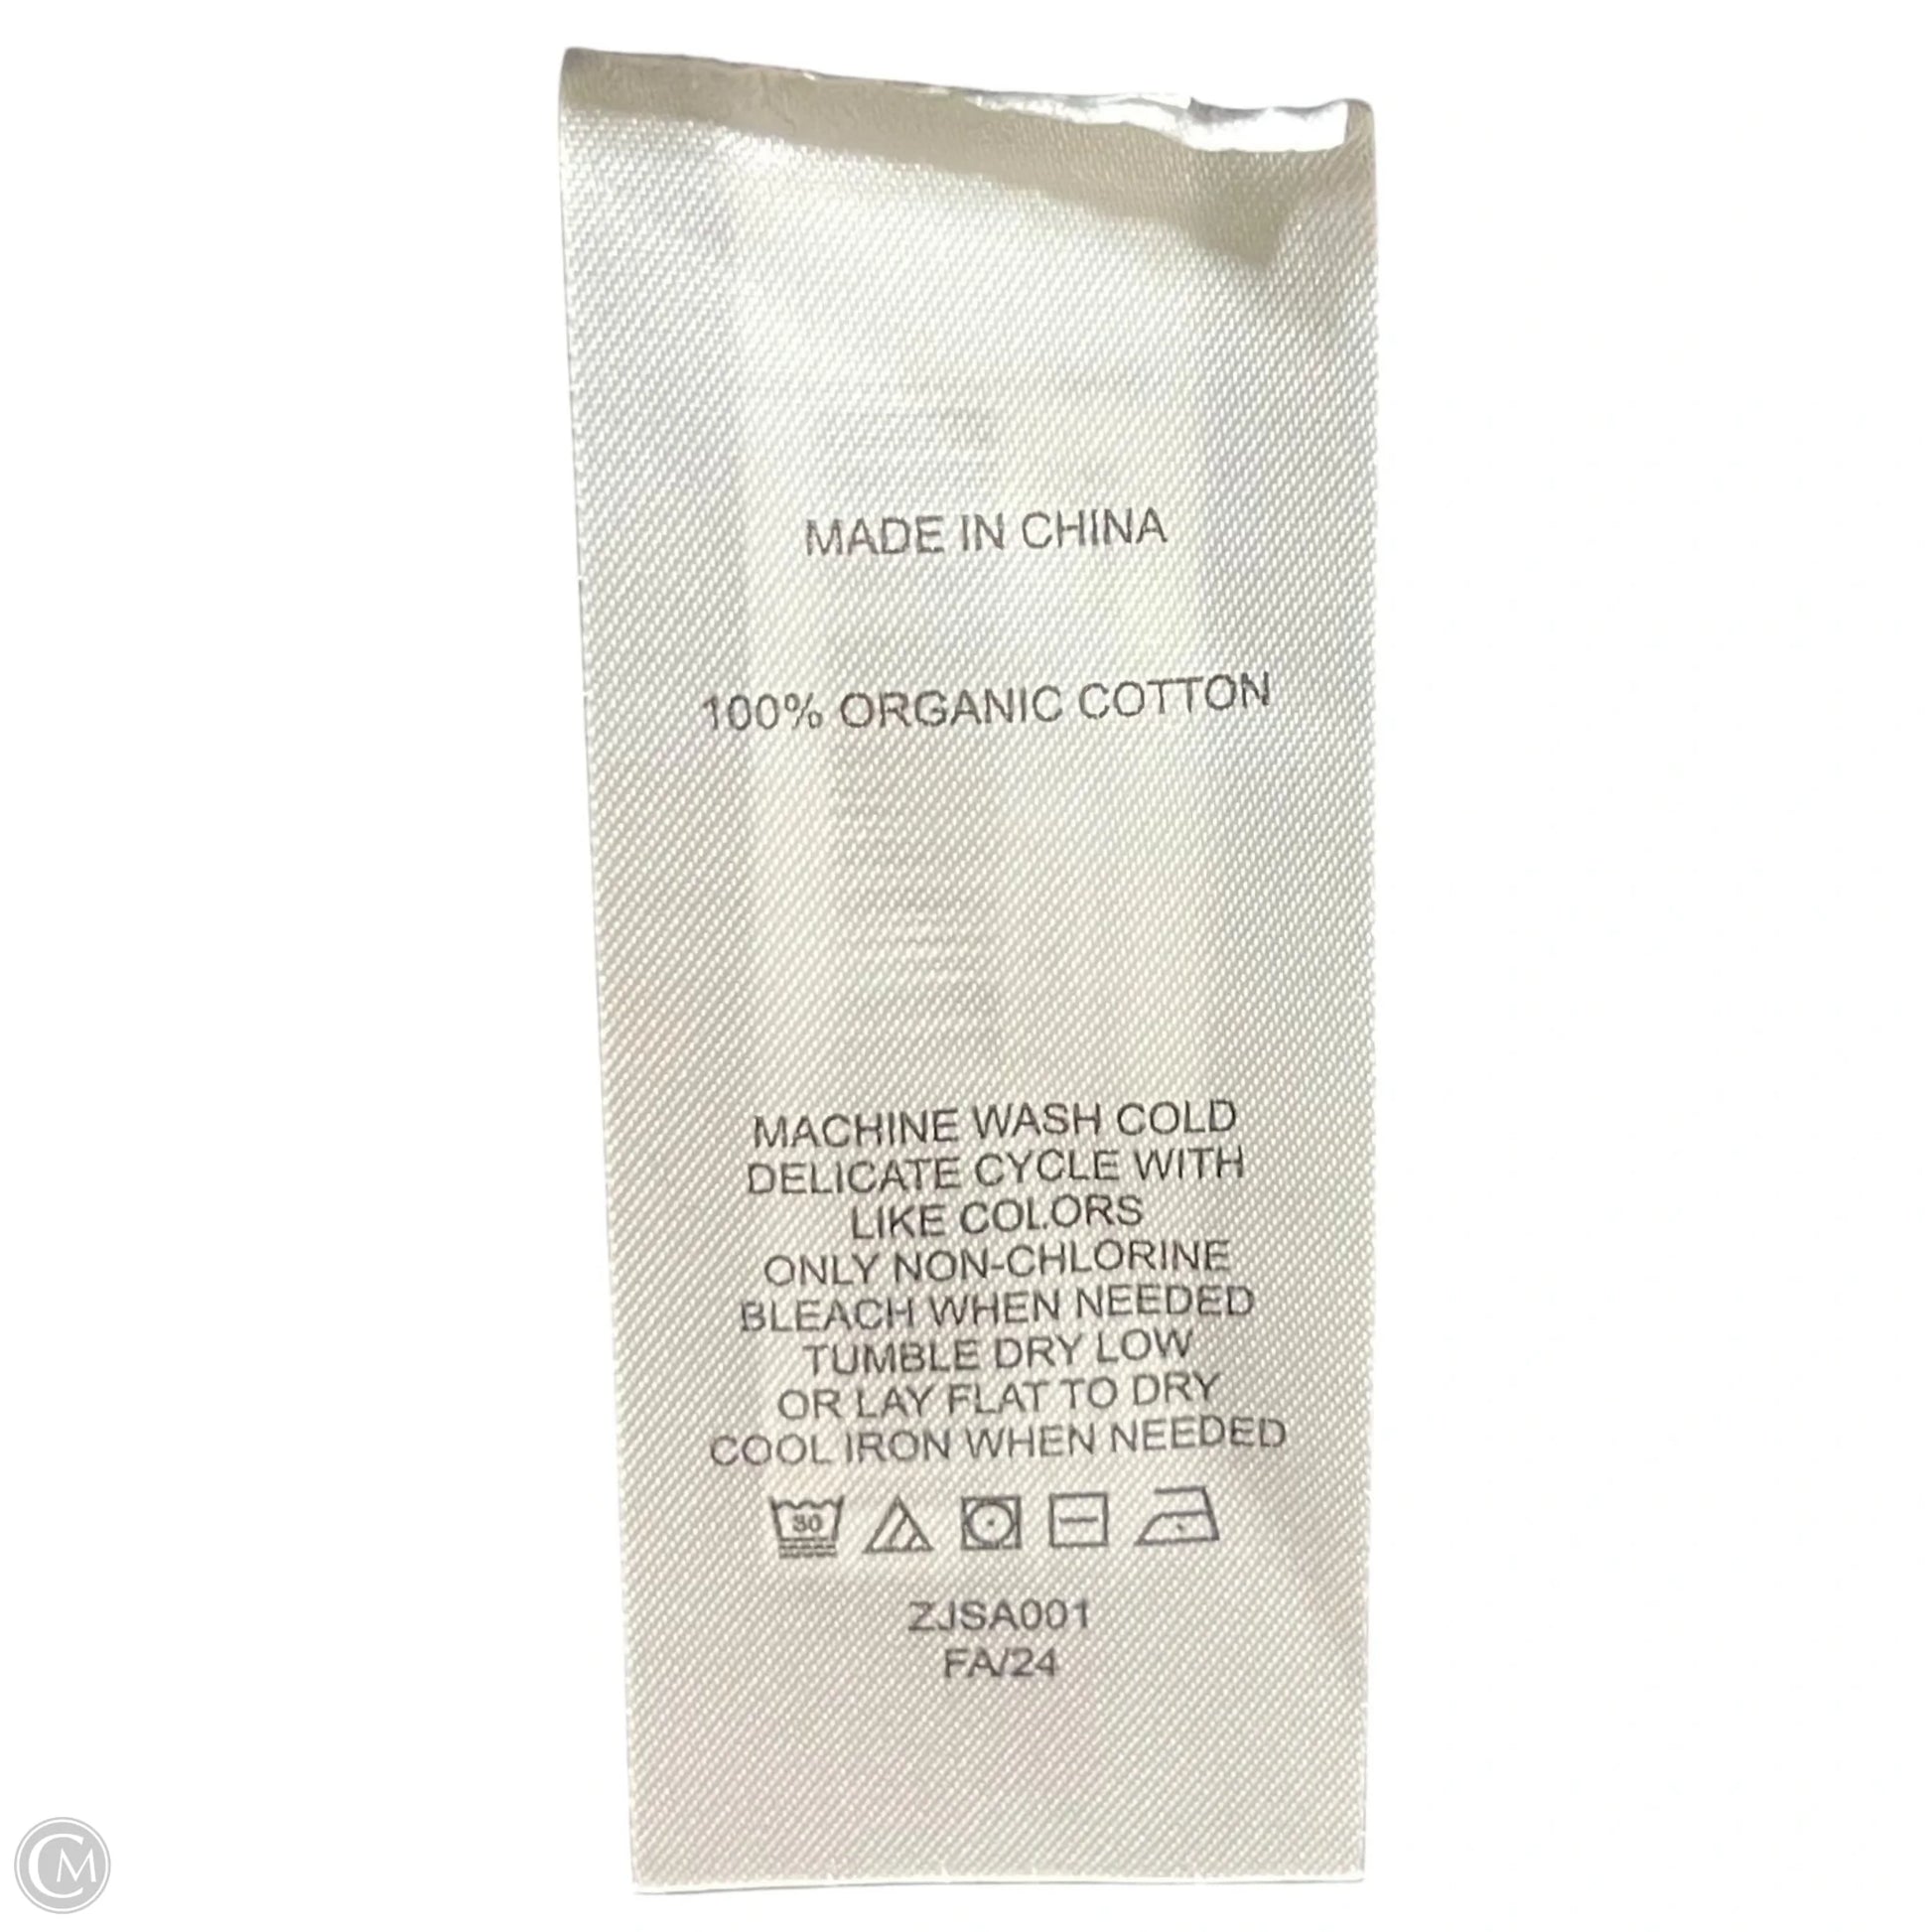 MADE IN CHINA
100% ORGANIC COTTON
MACHINE WASH COLD
DELICATE CYCLE WITH
LIKE COLORS
ONLY NON-CHLORINE
BLEACH WHEN NEEDED
TUMBLE DRY LOW
OR LAY FLAT TO DRY
COOL IRON WHEN NEEDED
30
ZJSA001
FA/24
CM